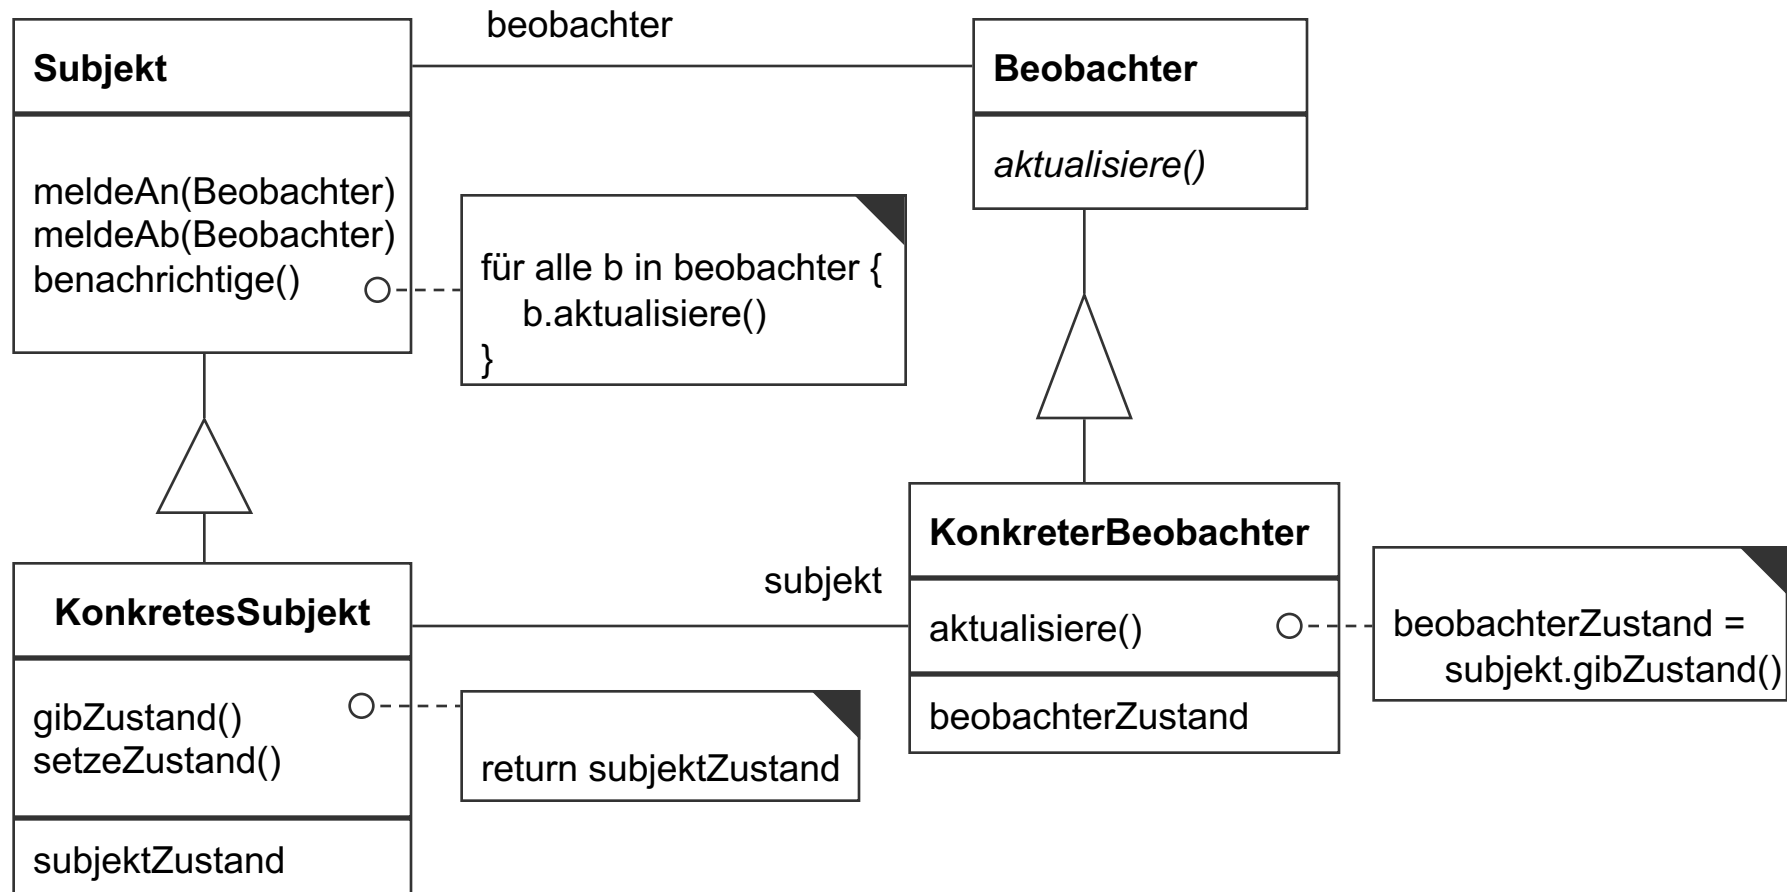 beobachter
Subjekt
meldeAn(Beobachter)
meldeAb(Beobachter)
benachrichtige()
für alle b in beobachter {
b.aktualisiere()
}
Beobachter
aktualisiere()
KonkretesSubjekt
gibZustand()
setzeZustand()
subjektZustand
return subjektZustand
subjekt
KonkreterBeobachter
aktualisiere()
beobachterZustand
beobachterZustand =
subjekt.gibZustand()